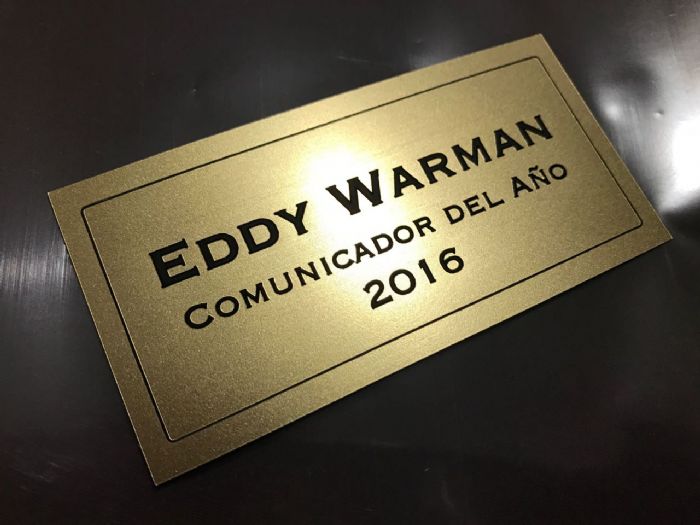 EDDY WARMAN
COMUNICADOR DEL AÑO
2016